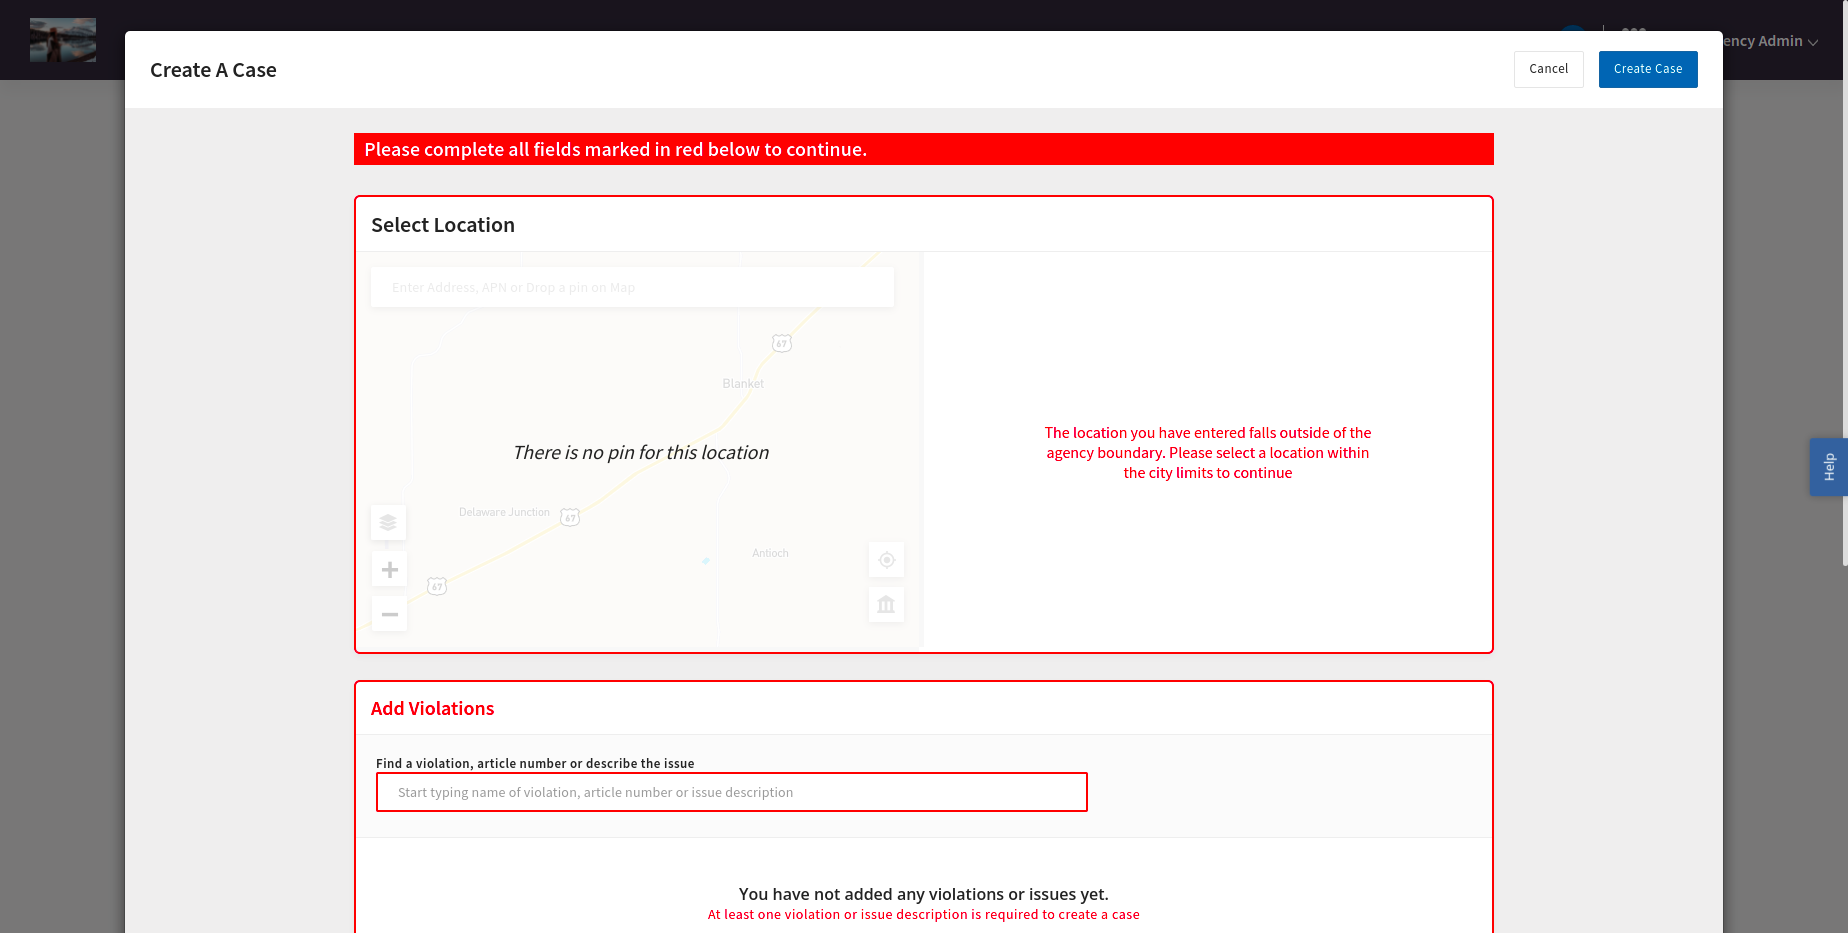 ency Admin
Create A Case
Cancel
Create Case
Please complete all fields marked in red below to continue.
Select Location
Enter Address, APN or Drop a pin on Map
67
Blanket
There is no pin for this location
Delaware Junction
67
Antioch
67
The location you have entered falls outside of the
agency boundary. Please select a location within
the city limits to continue
Help
Add Violations
Find a violation, article number or describe the issue
Start typing name of violation, article number or issue description
You have not added any violations or issues yet.
At least one violation or issue description is required to create a case